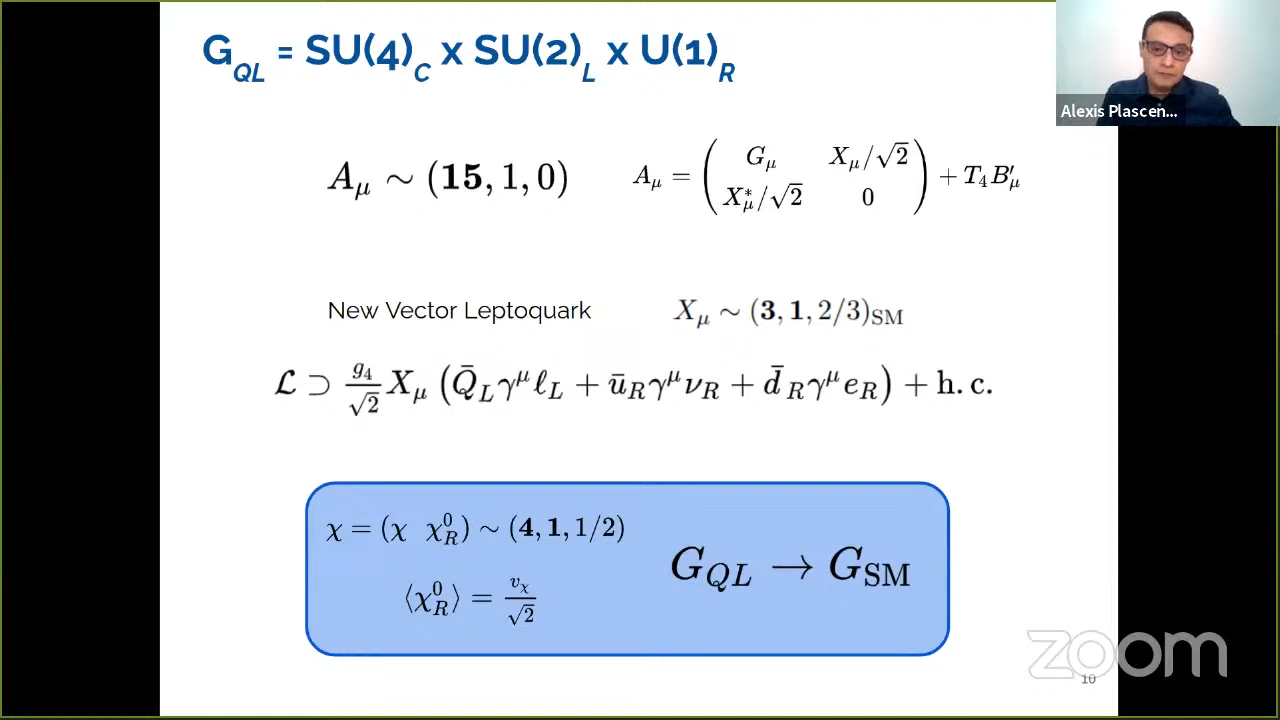 G_QL = SU(4)_C x SU(2)_L x U(1)_R
Alexis Plascen...
A_μ ∼ (15, 1, 0)
A_μ = ( G_μ X_μ/√2 ; X*_μ/√2 0 ) + T_4 B′_μ
New Vector Leptoquark
X_μ ∼ (3, 1, 2/3)_SM
ℒ ⊃ g_4/√2 X_μ (Q̄_L γ^μ ℓ_L + ū_R γ^μ ν_R + d̄_R γ^μ e_R) + h.c.
χ = (χ χ_R^0) ∼ (4, 1, 1/2)
G_QL → G_SM
⟨χ_R^0⟩ = v_χ/√2
zoom
10